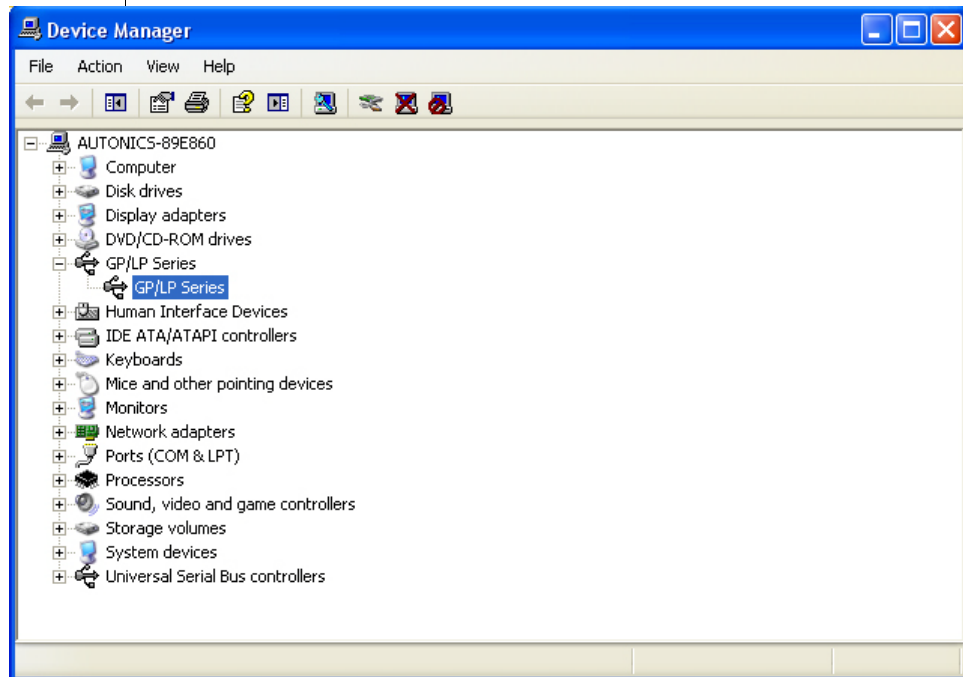 Device Manager
File Action View Help
AUTONICS-89E860
Computer
Disk drives
Display adapters
DVD/CD-ROM drives
GP/LP Series
GP/LP Series
Human Interface Devices
IDE ATA/ATAPI controllers
Keyboards
Mice and other pointing devices
Monitors
Network adapters
Ports (COM & LPT)
Processors
Sound, video and game controllers
Storage volumes
System devices
Universal Serial Bus controllers